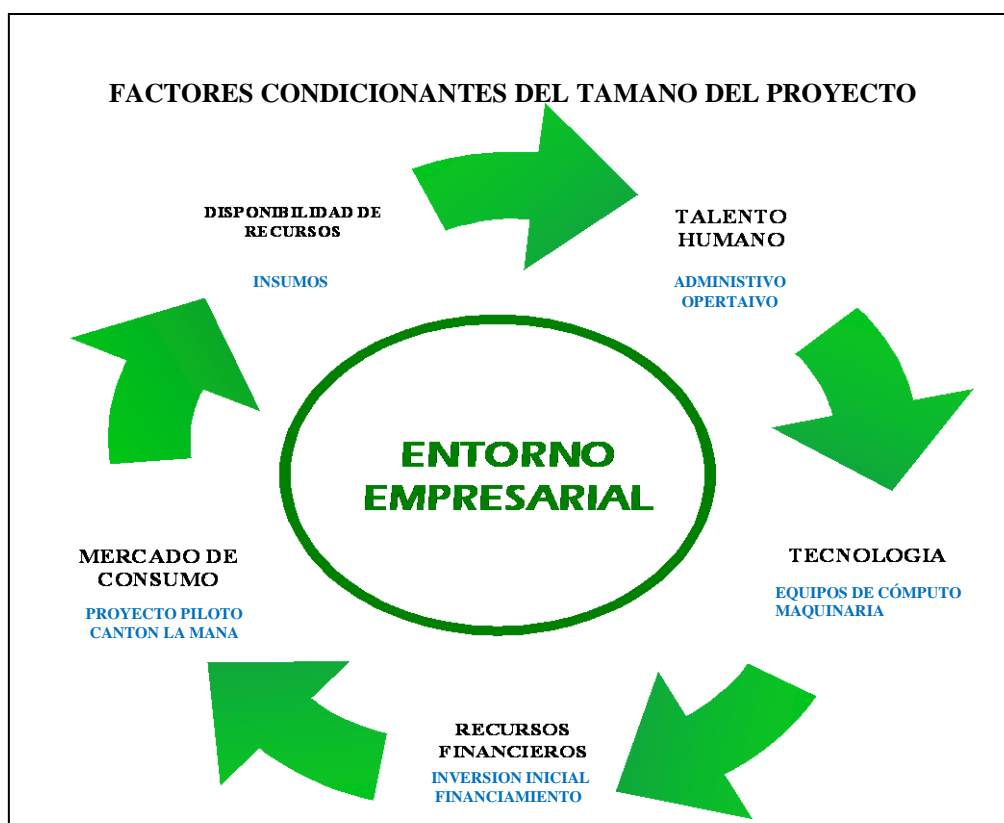 FACTORES CONDICIONANTES DEL TAMANO DEL PROYECTO
DISPONIBILIDAD DE
RECURSOS
INSUMOS
TALENTO
HUMANO
ADMINISTIVO
OPERTAIVO
ENTORNO
EMPRESARIAL
MERCADO DE
CONSUMO
PROYECTO PILOTO
CANTON LA MANA
TECNOLOGIA
EQUIPOS DE CÓMPUTO
MAQUINARIA
RECURSOS
FINANCIEROS
INVERSION INICIAL
FINANCIAMIENTO